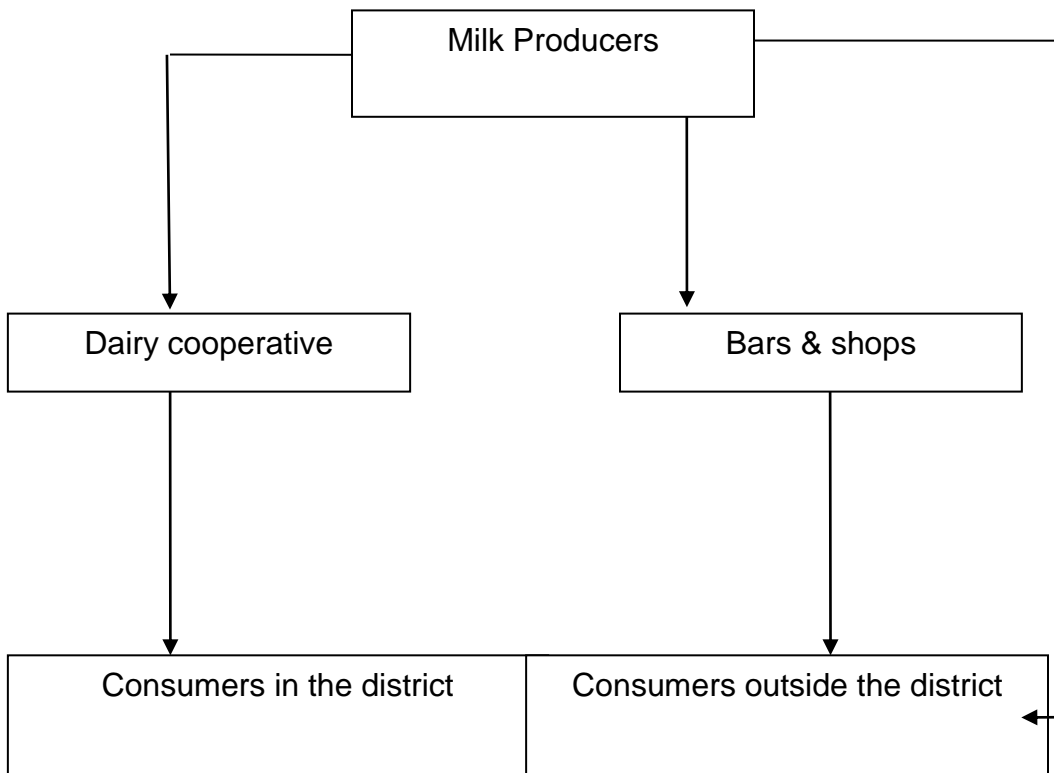 Milk Producers
Dairy cooperative
Bars & shops
Consumers in the district
Consumers outside the district